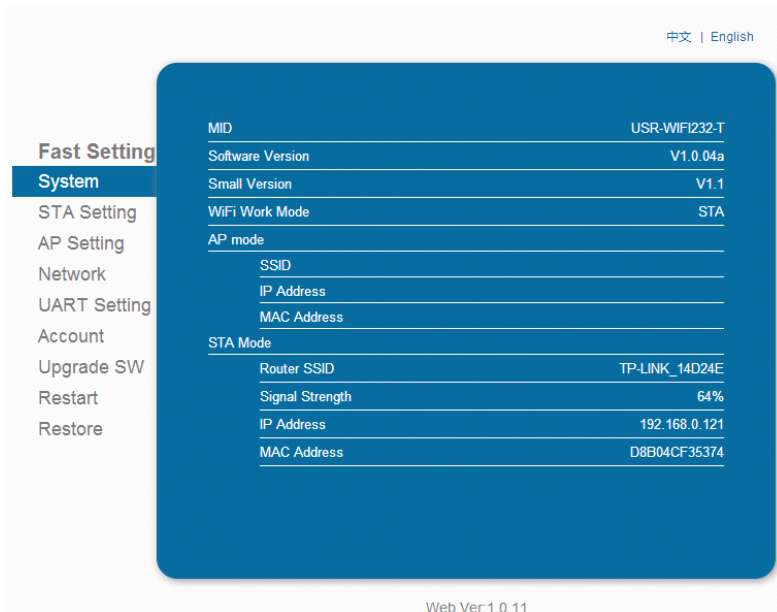 中文 | English
Fast Setting
System
STA Setting
AP Setting
Network
UART Setting
Account
Upgrade SW
Restart
Restore
MID USR-WIFI232-T
Software Version V1.0.04a
Small Version V1.1
WiFi Work Mode STA
AP mode
SSID
IP Address
MAC Address
STA Mode
Router SSID TP-LINK_14D24E
Signal Strength 64%
IP Address 192.168.0.121
MAC Address D8B04CF35374
Web Ver:1.0.11